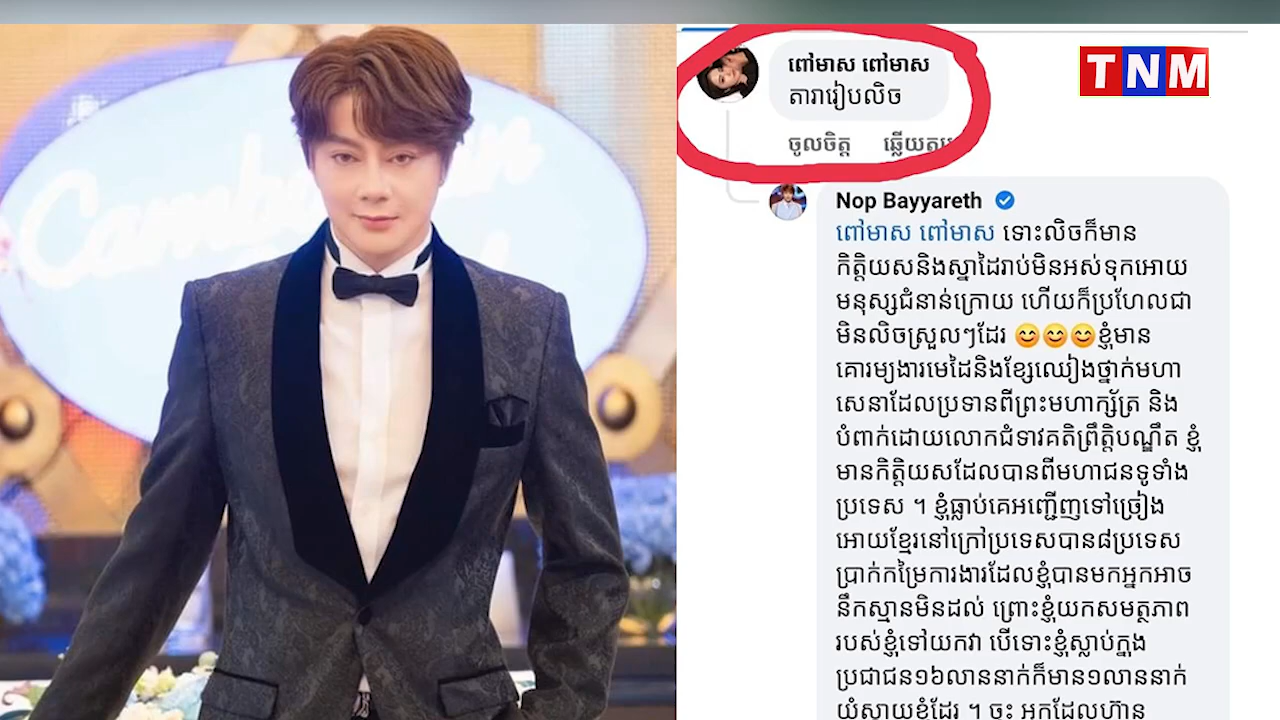 TNM
ពៅមាស ពៅមាស
តារារៀបលិច
ចូលចិត្ត ឆ្លើយតប
Nop Bayyareth
ពៅមាស ពៅមាស ទោះលិចក៏មាន
កិត្តិយសនិងស្នាដៃរាប់មិនអស់ទុកអោយ
មនុស្សជំនាន់ក្រោយ ហើយក៏ប្រហែលជា
មិនលិចស្រួលៗដែរ 😊😊😊ខ្ញុំមាន
គោរម្យងារមេដៃនិងខ្សែឈៀងថ្នាក់មហា
សេនាដែលប្រទានពីព្រះមហាក្ស័ត្រ និង
បំពាក់ដោយលោកជំទាវគតិព្រឹត្តិបណ្ឌឹត ខ្ញុំ
មានកិត្តិយសដែលបានពីមហាជនទូទាំង
ប្រទេស ។ ខ្ញុំធ្លាប់គេអញ្ជើញទៅច្រៀង
អោយខ្មែរនៅក្រៅប្រទេសបាន៨ប្រទេស
ប្រាក់កម្រៃការងារដែលខ្ញុំបានមកអ្នកអាច
នឹកស្មានមិនដល់ ព្រោះខ្ញុំយកសមត្ថភាព
របស់ខ្ញុំទៅយកវា បើទោះខ្ញុំស្លាប់ក្នុង
ប្រជាជន១៦លាននាក់ក៏មាន១លាននាក់
យំស្តាយខ្ញុំដែរ ។ ចុះ អ្នកដែលហ៊ាន